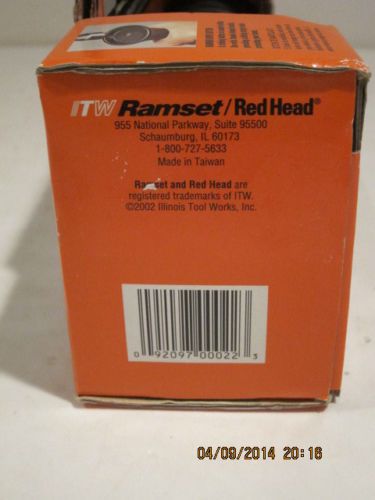 ITW Ramset/Red Head®
955 National Parkway, Suite 95500
Schaumburg, IL 60173
1-800-727-5633
Made in Taiwan
Ramset and Red Head are
registered trademarks of ITW.
©2002 Illinois Tool Works, Inc.
0 92097 00022 3
04/09/2014 20:16